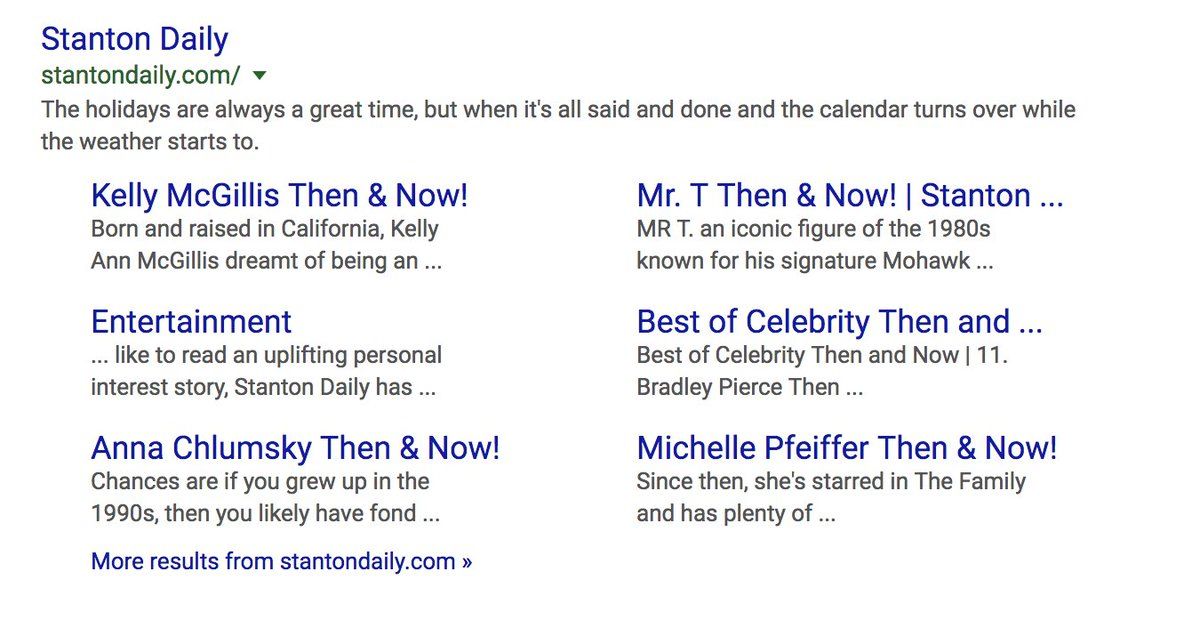 Stanton Daily
stantondaily.com/
The holidays are always a great time, but when it's all said and done and the calendar turns over while
the weather starts to.
Kelly McGillis Then & Now!
Born and raised in California, Kelly
Ann McGillis dreamt of being an ...
Mr. T Then & Now! | Stanton ...
MR T. an iconic figure of the 1980s
known for his signature Mohawk ...
Entertainment
... like to read an uplifting personal
interest story, Stanton Daily has ...
Best of Celebrity Then and ...
Best of Celebrity Then and Now | 11.
Bradley Pierce Then ...
Anna Chlumsky Then & Now!
Chances are if you grew up in the
1990s, then you likely have fond ...
Michelle Pfeiffer Then & Now!
Since then, she's starred in The Family
and has plenty of ...
More results from stantondaily.com »